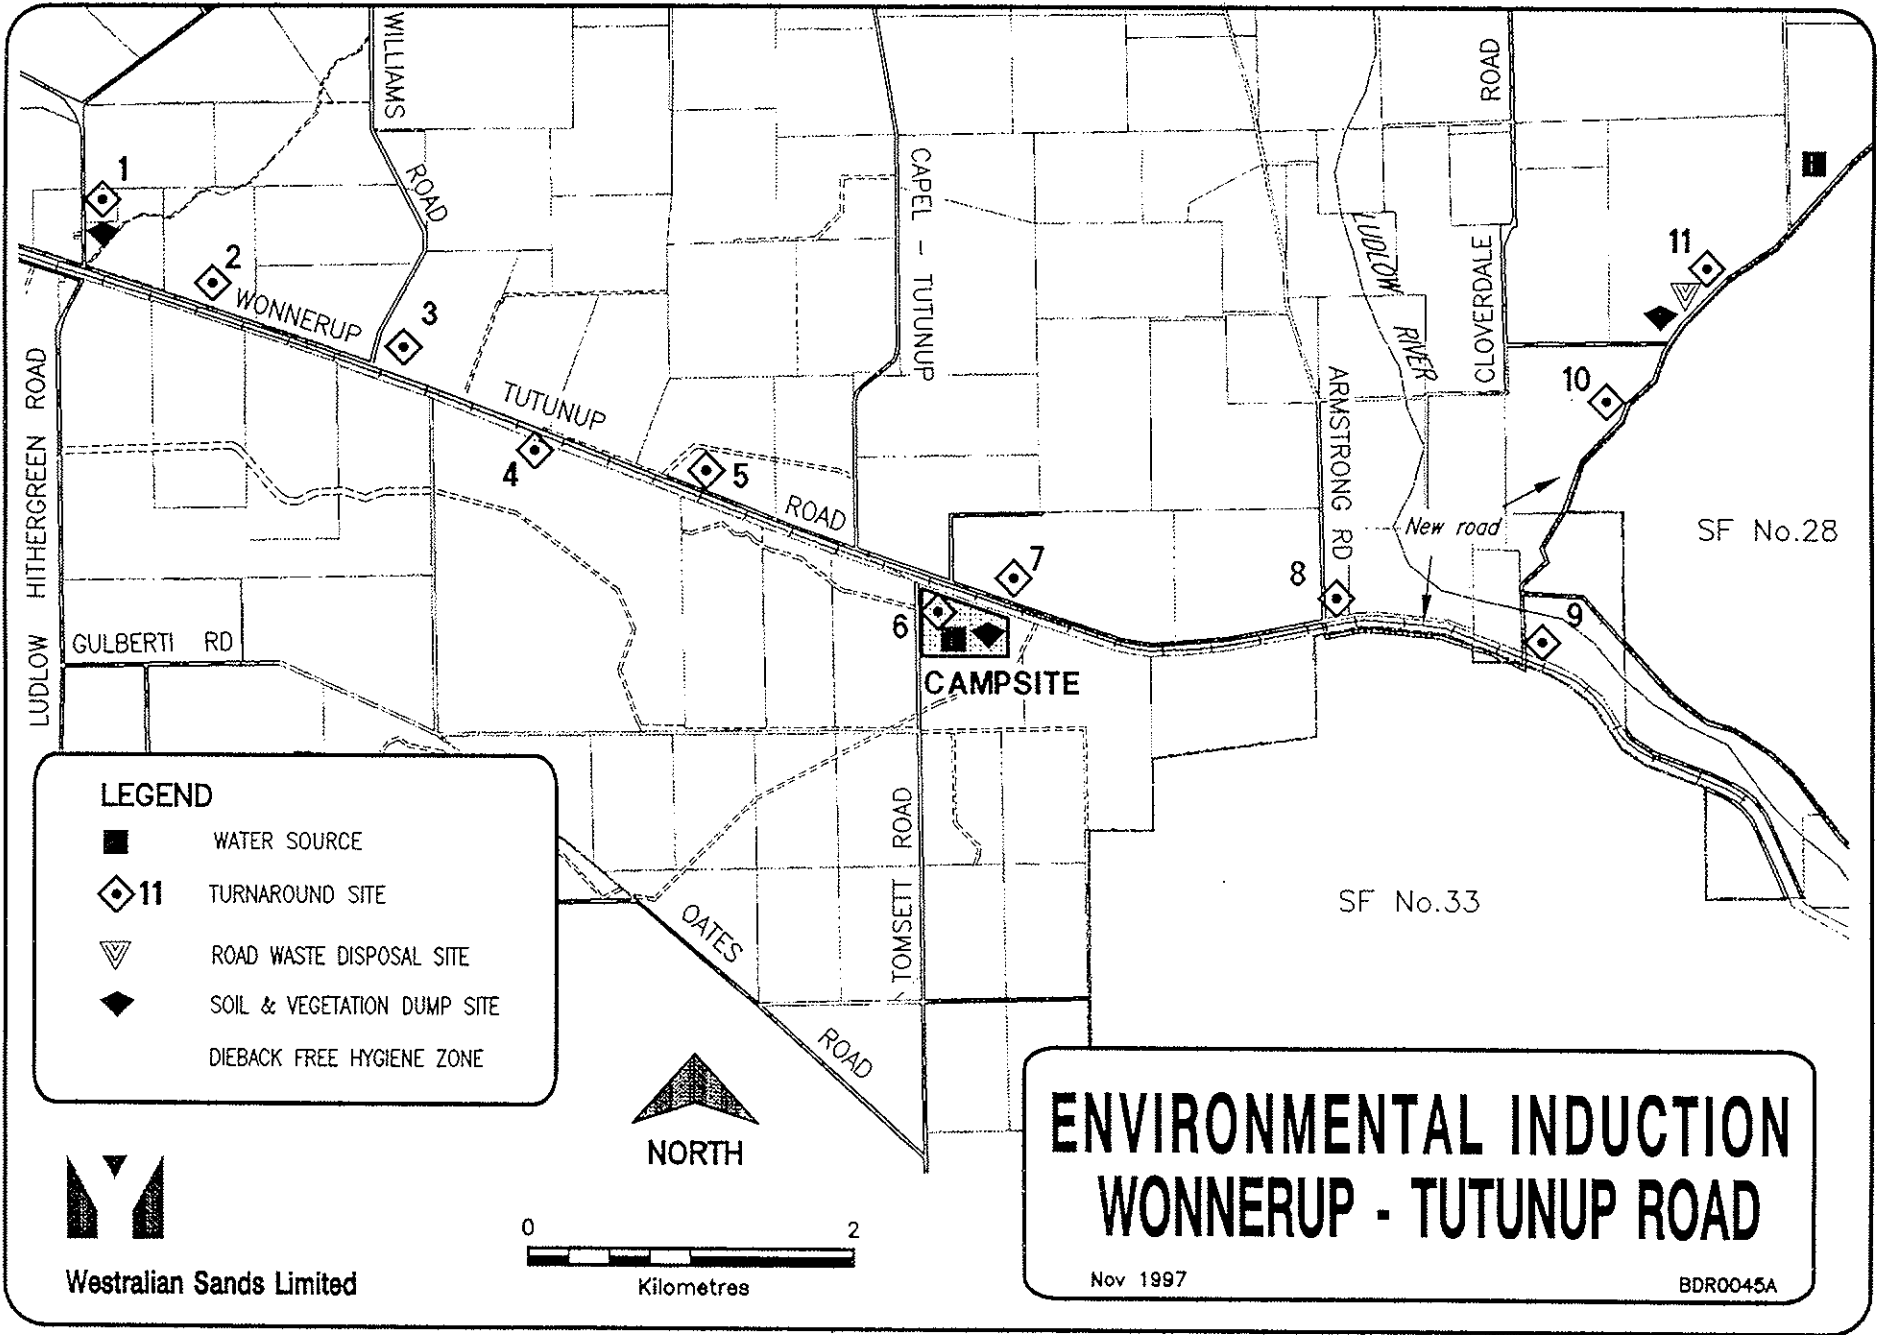 WILLIAMS
ROAD
CAPEL - TUTUNUP
ROAD
CLOVERDALE
LUDLOW
RIVER
ARMSTRONG RD
1
2
3
4
5
6
7
8
9
10
11
WONNERUP
TUTUNUP
ROAD
New road
SF No.28
SF No.33
CAMPSITE
LUDLOW HITHERGREEN ROAD
GULBERTI RD
TOMSETT ROAD
OATES
ROAD
LEGEND
WATER SOURCE
11 TURNAROUND SITE
ROAD WASTE DISPOSAL SITE
SOIL & VEGETATION DUMP SITE
DIEBACK FREE HYGIENE ZONE
NORTH
Westralian Sands Limited
0 2
Kilometres
ENVIRONMENTAL INDUCTION
WONNERUP - TUTUNUP ROAD
Nov 1997
BDR0045A